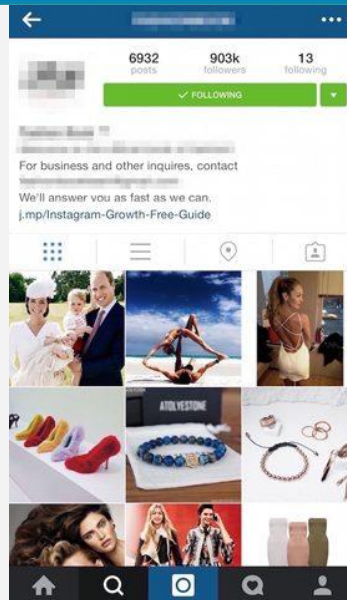 6932 903k 13
posts followers following
✓ FOLLOWING
For business and other inquires, contact
We'll answer you as fast as we can.
j.mp/Instagram-Growth-Free-Guide
ATOLYESTONE